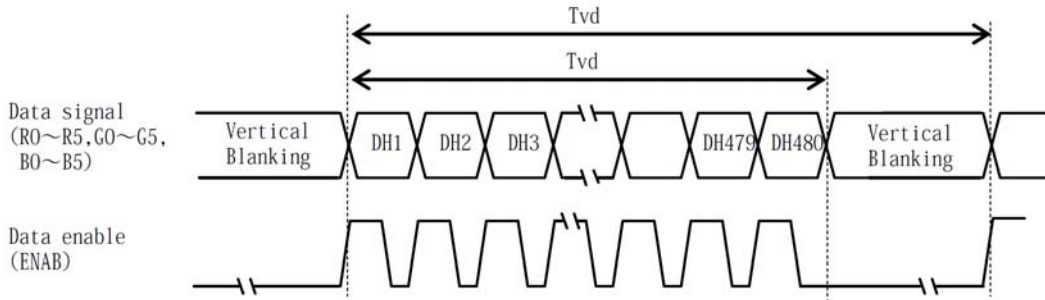 Tvd
Tvd
Data signal
(R0~R5,G0~G5,
B0~B5)
Vertical
Blanking
DH1
DH2
DH3
DH479
DH480
Vertical
Blanking
Data enable
(ENAB)